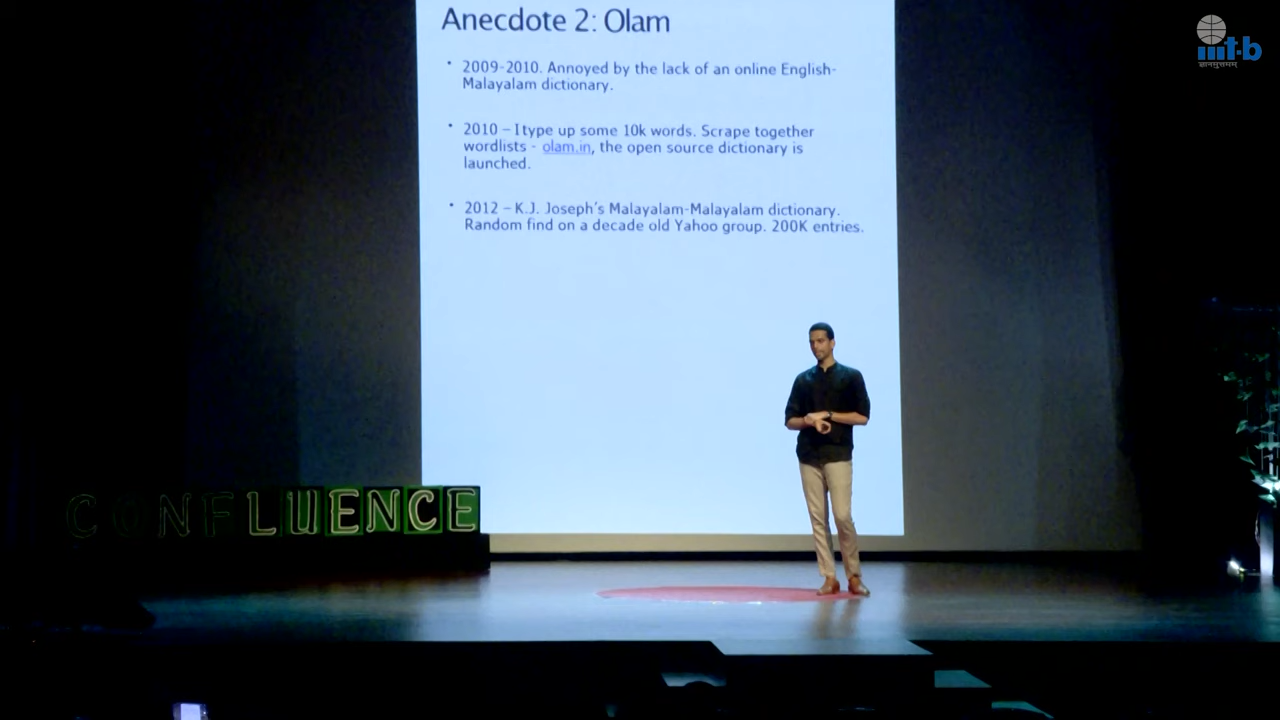 Anecdote 2: Olam
• 2009-2010. Annoyed by the lack of an online English-
Malayalam dictionary.
• 2010 – I type up some 10k words. Scrape together
wordlists - olam.in, the open source dictionary is
launched.
• 2012 – K.J. Joseph's Malayalam-Malayalam dictionary.
Random find on a decade old Yahoo group. 200K entries.
CONFLUENCE
iiit-b
ज्ञानमुत्तमम्